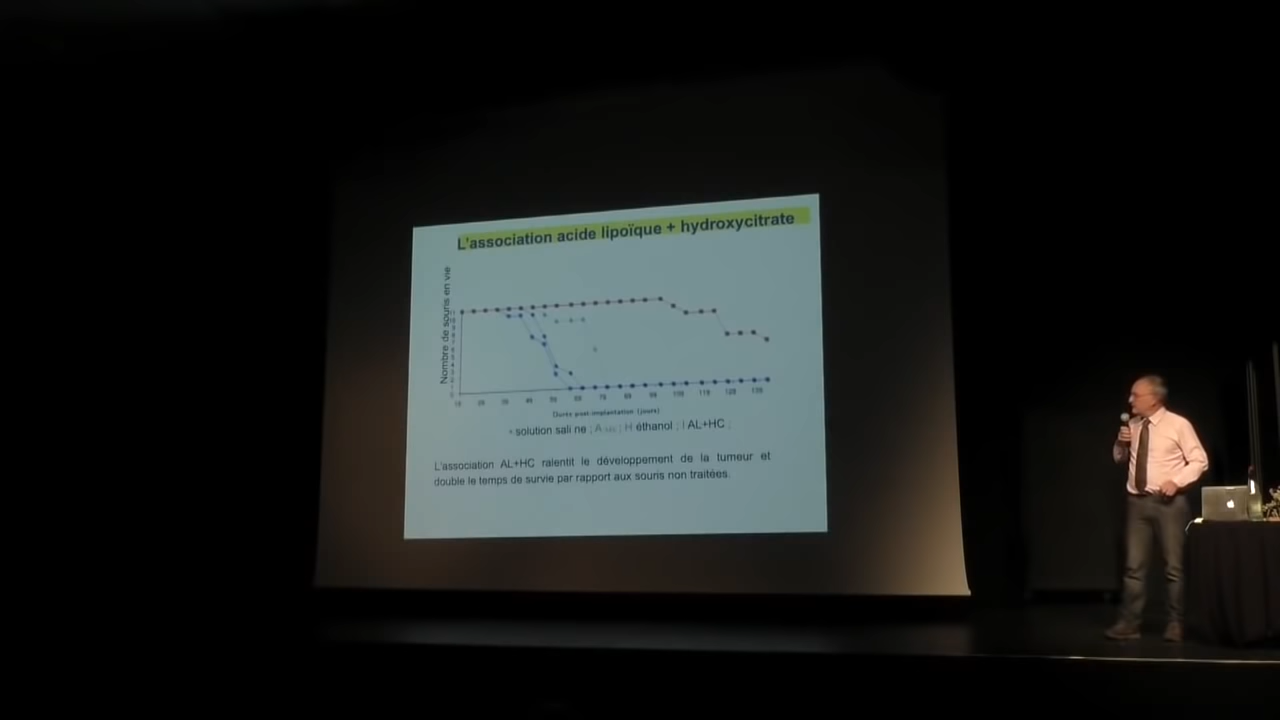 L'association acide lipoïque + hydroxycitrate
Nombre de souris en vie
Durée post-implantation (jours)
solution sali ne ; A ; H éthanol ; l AL+HC ;
L'association AL+HC ralentit le développement de la tumeur et
double le temps de survie par rapport aux souris non traitées.